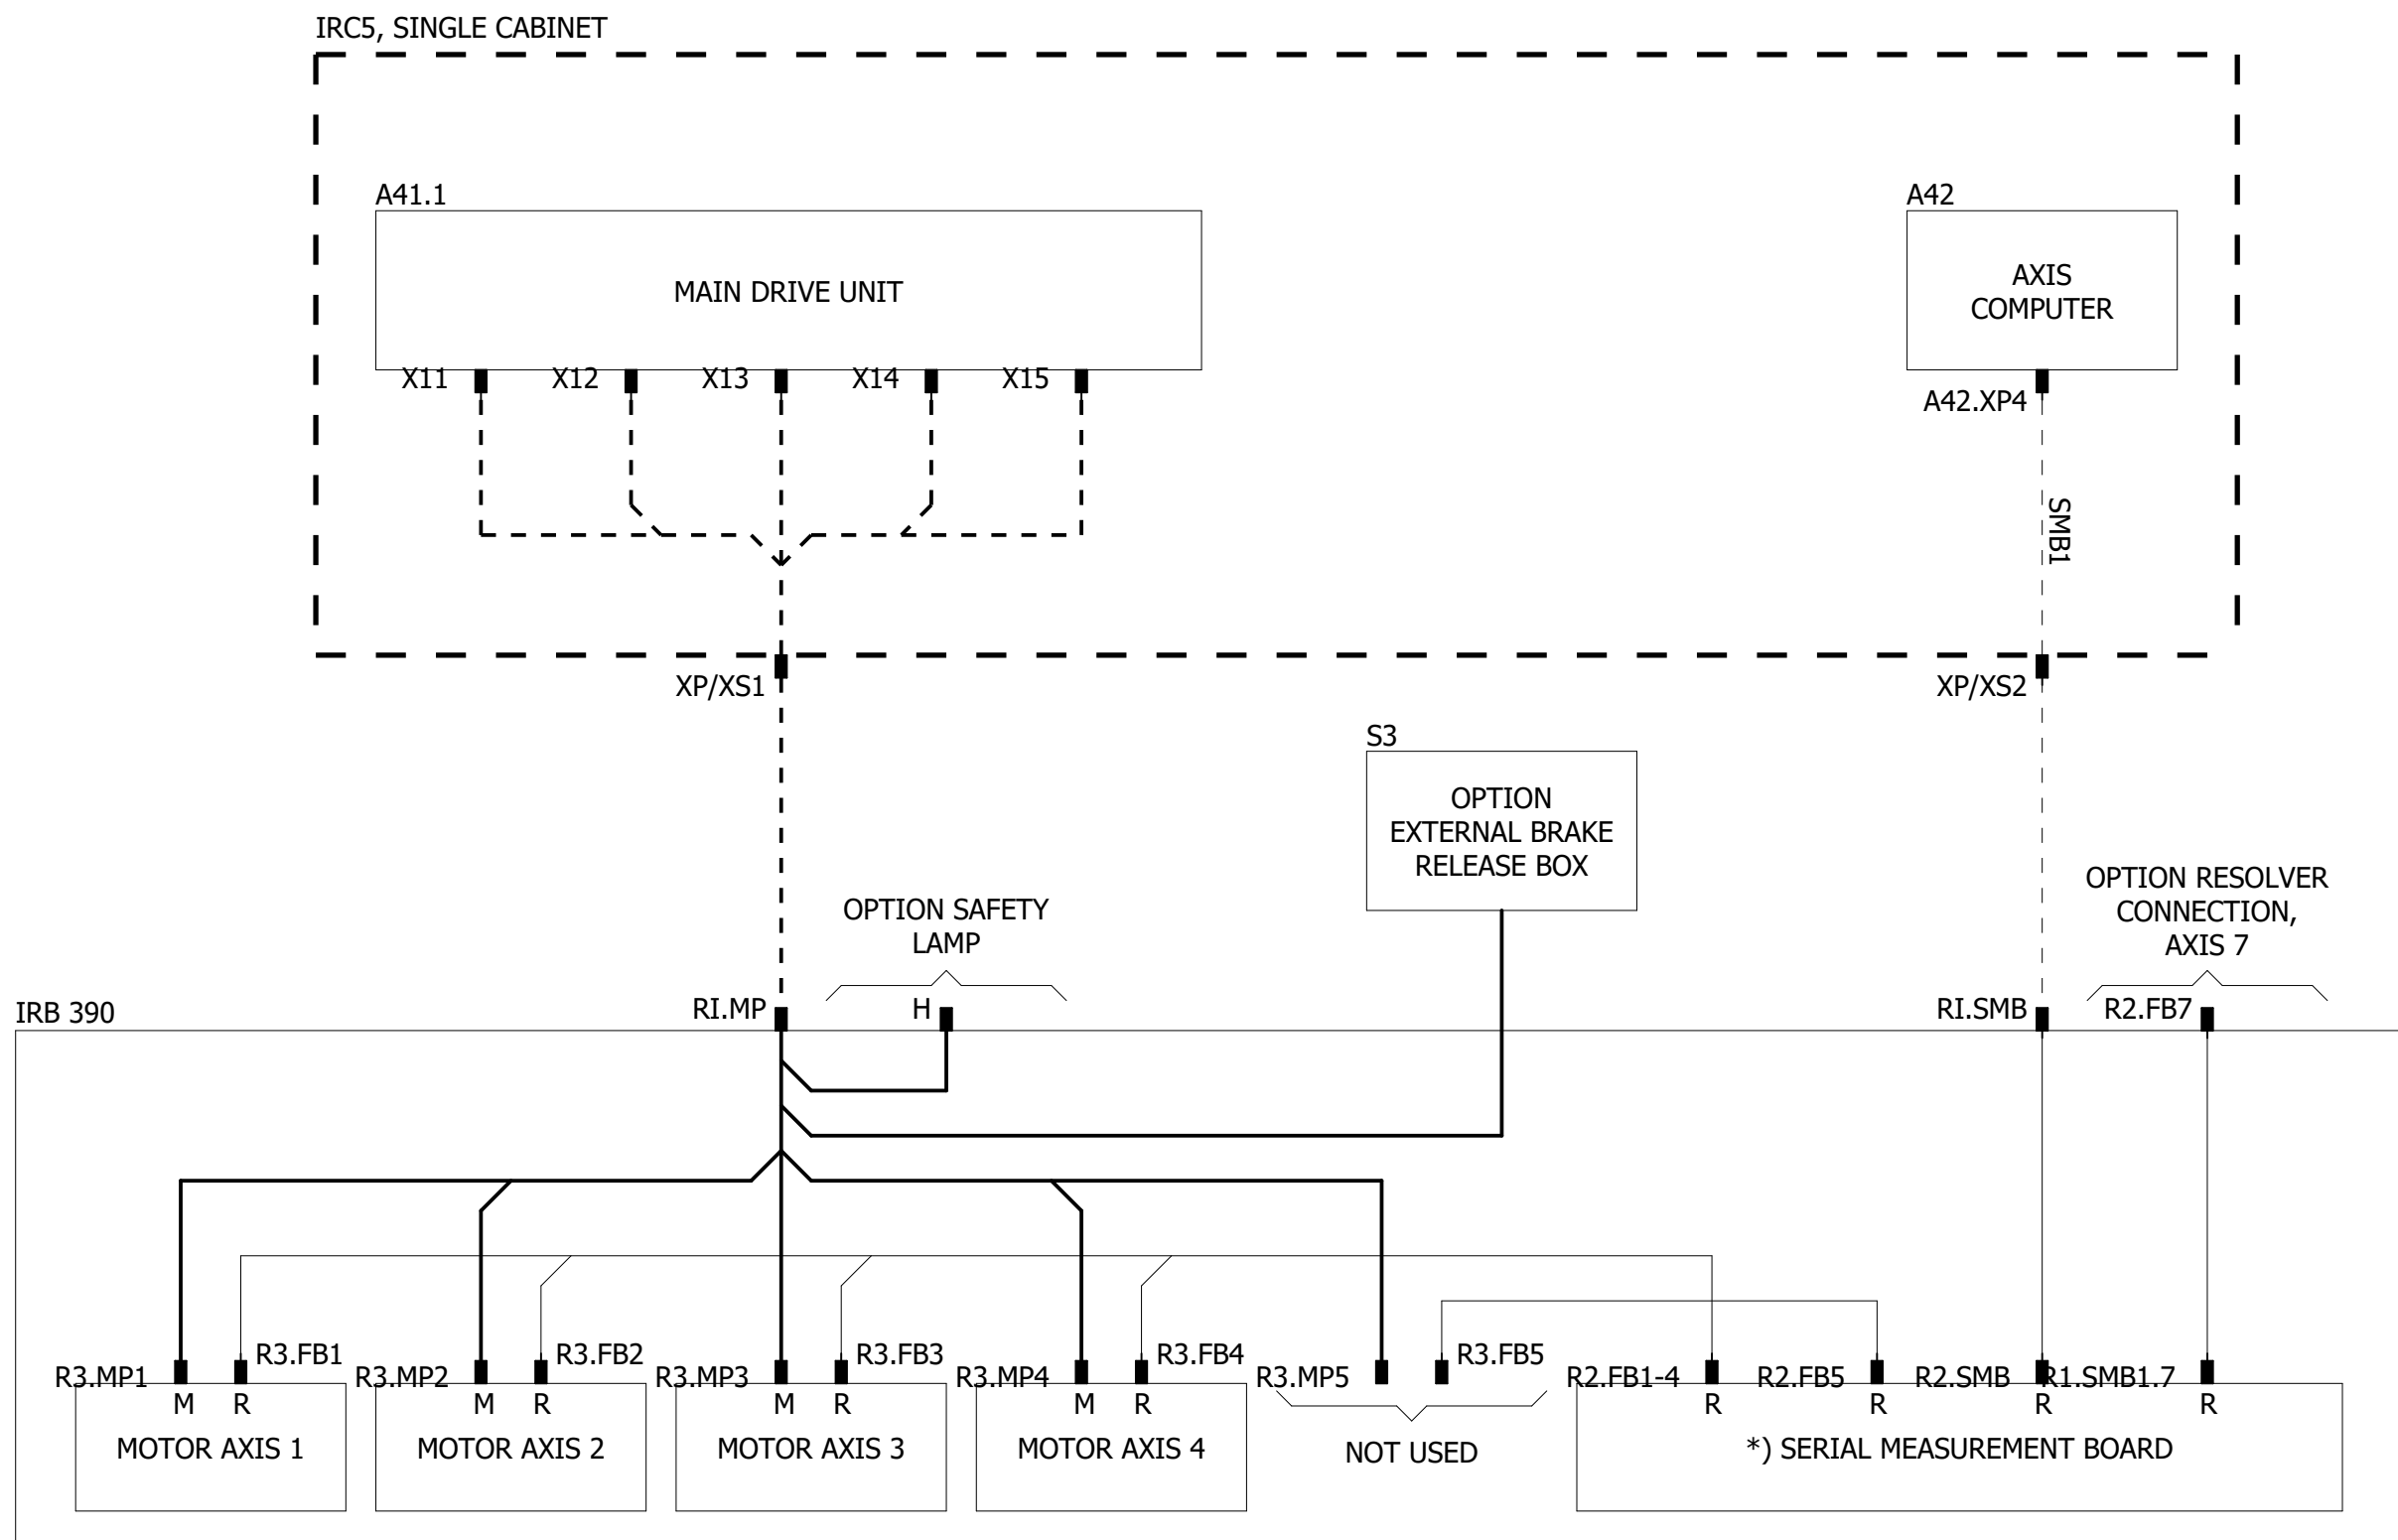 IRC5, SINGLE CABINET
A41.1
A42
MAIN DRIVE UNIT
AXIS
COMPUTER
X11
X12
X13
X14
X15
A42.XP4
SMB1
XP/XS1
XP/XS2
S3
OPTION
EXTERNAL BRAKE
RELEASE BOX
OPTION SAFETY
LAMP
OPTION RESOLVER
CONNECTION,
AXIS 7
IRB 390
RI.MP
H
RI.SMB
R2.FB7
R3.MP1
R3.FB1
R3.MP2
R3.FB2
R3.MP3
R3.FB3
R3.MP4
R3.FB4
R3.MP5
R3.FB5
R2.FB1-4
R2.FB5
R2.SMB
R1.SMB1.7
M
R
M
R
M
R
M
R
R
R
R
R
MOTOR AXIS 1
MOTOR AXIS 2
MOTOR AXIS 3
MOTOR AXIS 4
NOT USED
*) SERIAL MEASUREMENT BOARD